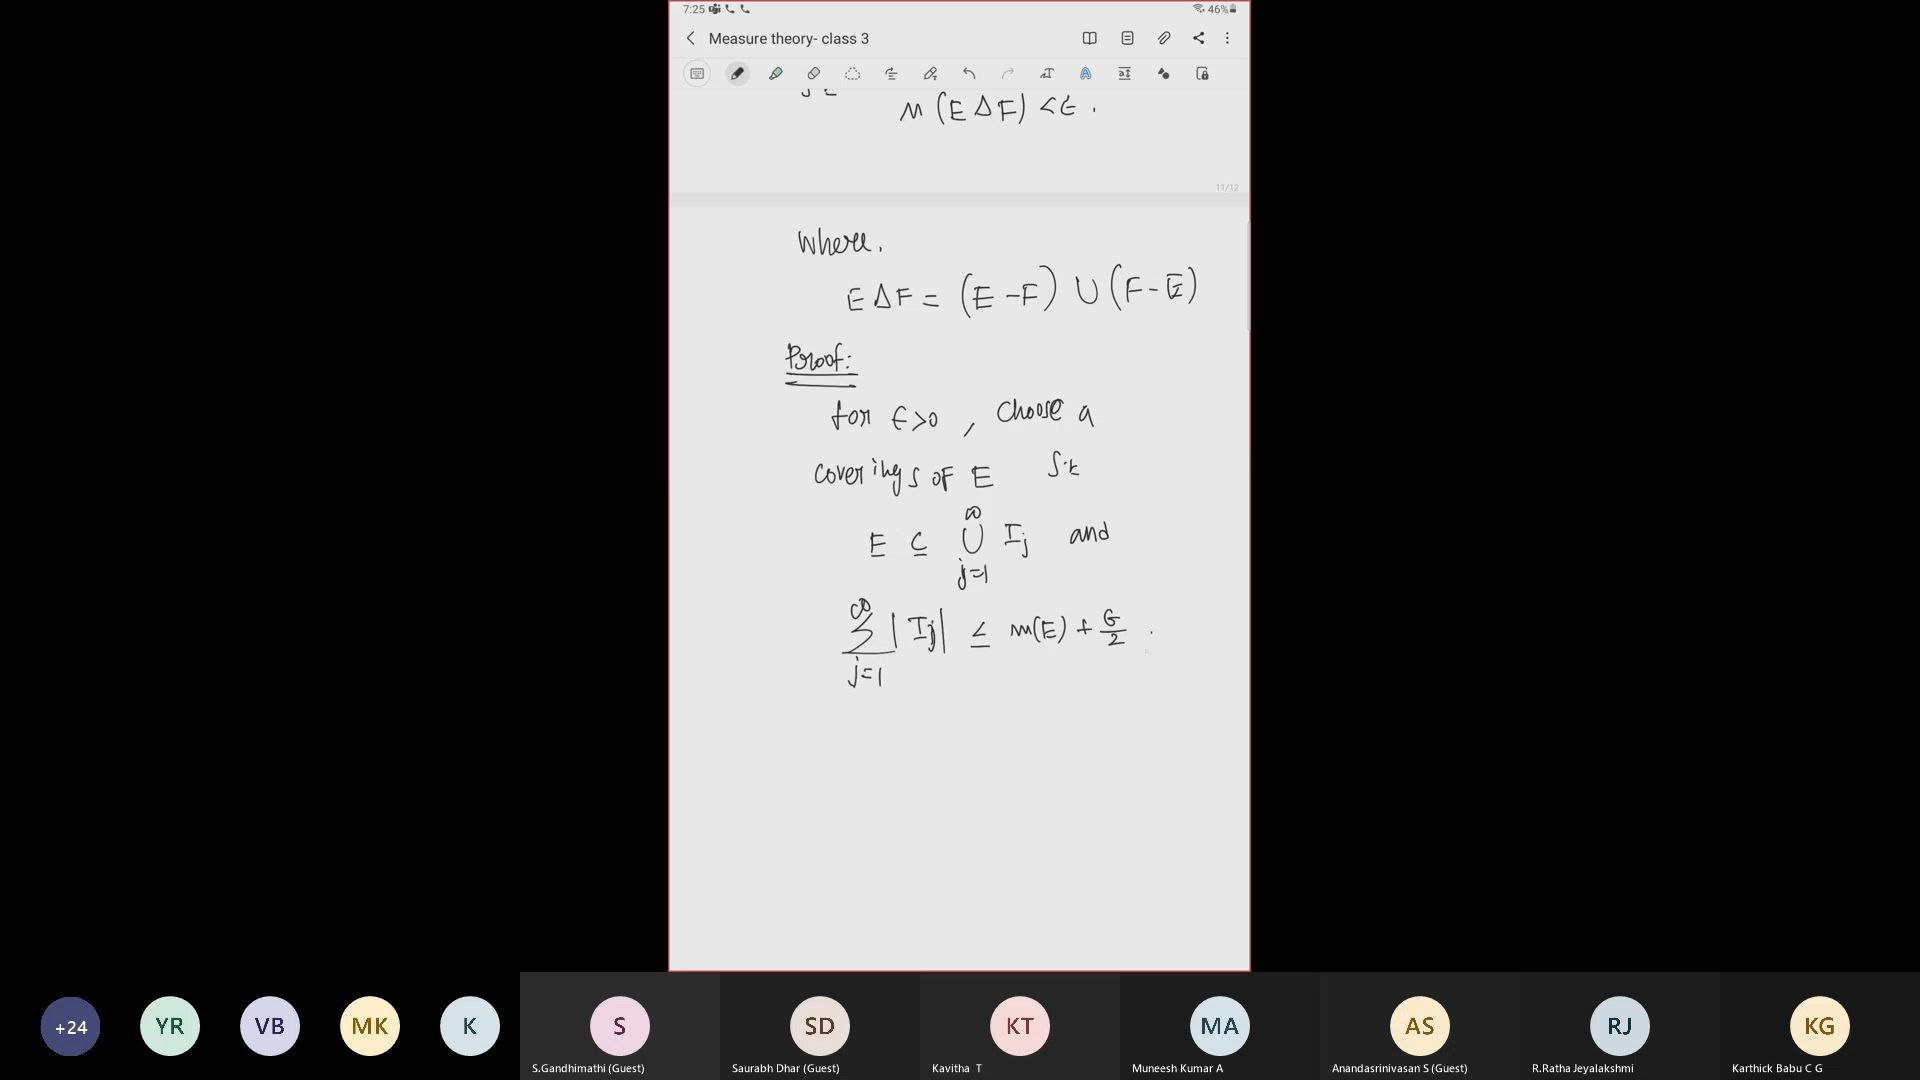 7:25 46%
Measure theory- class 3
m (E Δ F) < ε .
11/12
Where,
E Δ F = (E - F) ∪ (F - E)
Proof:
for ε>0 , choose a
coverings of E s.t
E ⊆ ∞ ∪ j=1 Ij and
∞ Σ j=1 |Ij| ≤ m(E) + ε/2 .
+24 YR VB MK K S SD KT MA AS RJ KG
S.Gandhimathi (Guest) Saurabh Dhar (Guest) Kavitha T Muneesh Kumar A Anandasrinivasan S (Guest) R.Ratha Jeyalakshmi Karthick Babu C G